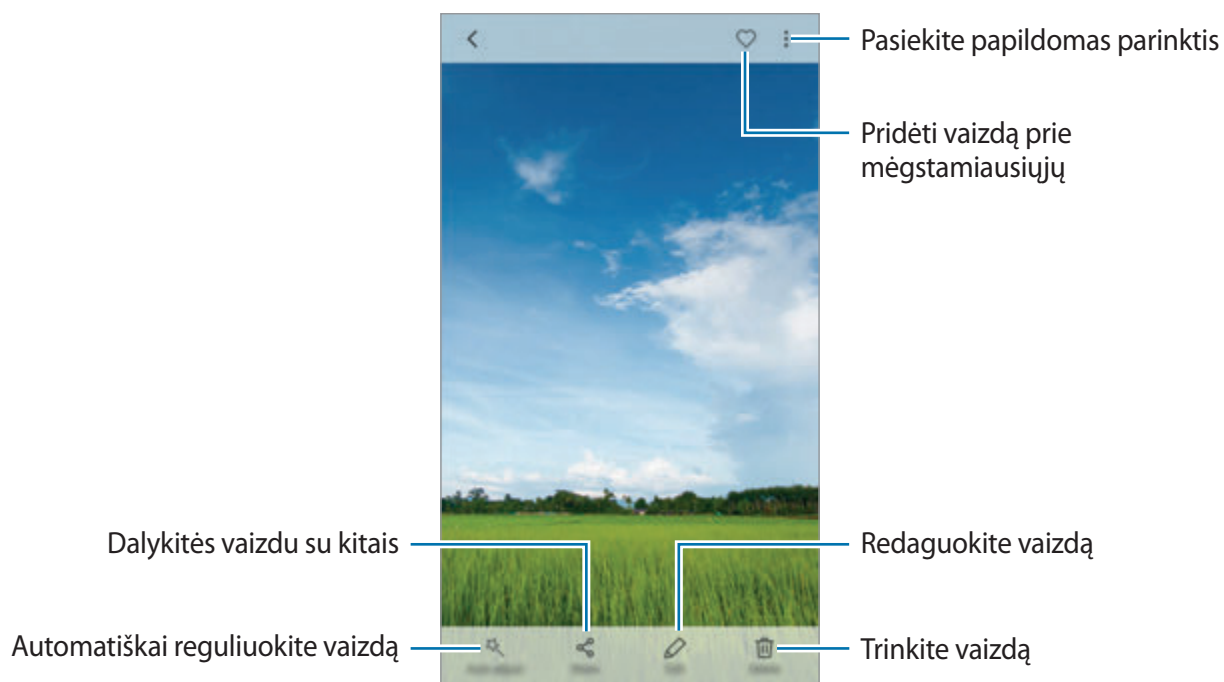 Pasiekite papildomas parinktis
Pridėti vaizdą prie
mėgstamiausiųjų
Dalykitės vaizdu su kitais
Redaguokite vaizdą
Automatiškai reguliuokite vaizdą
Trinkite vaizdą